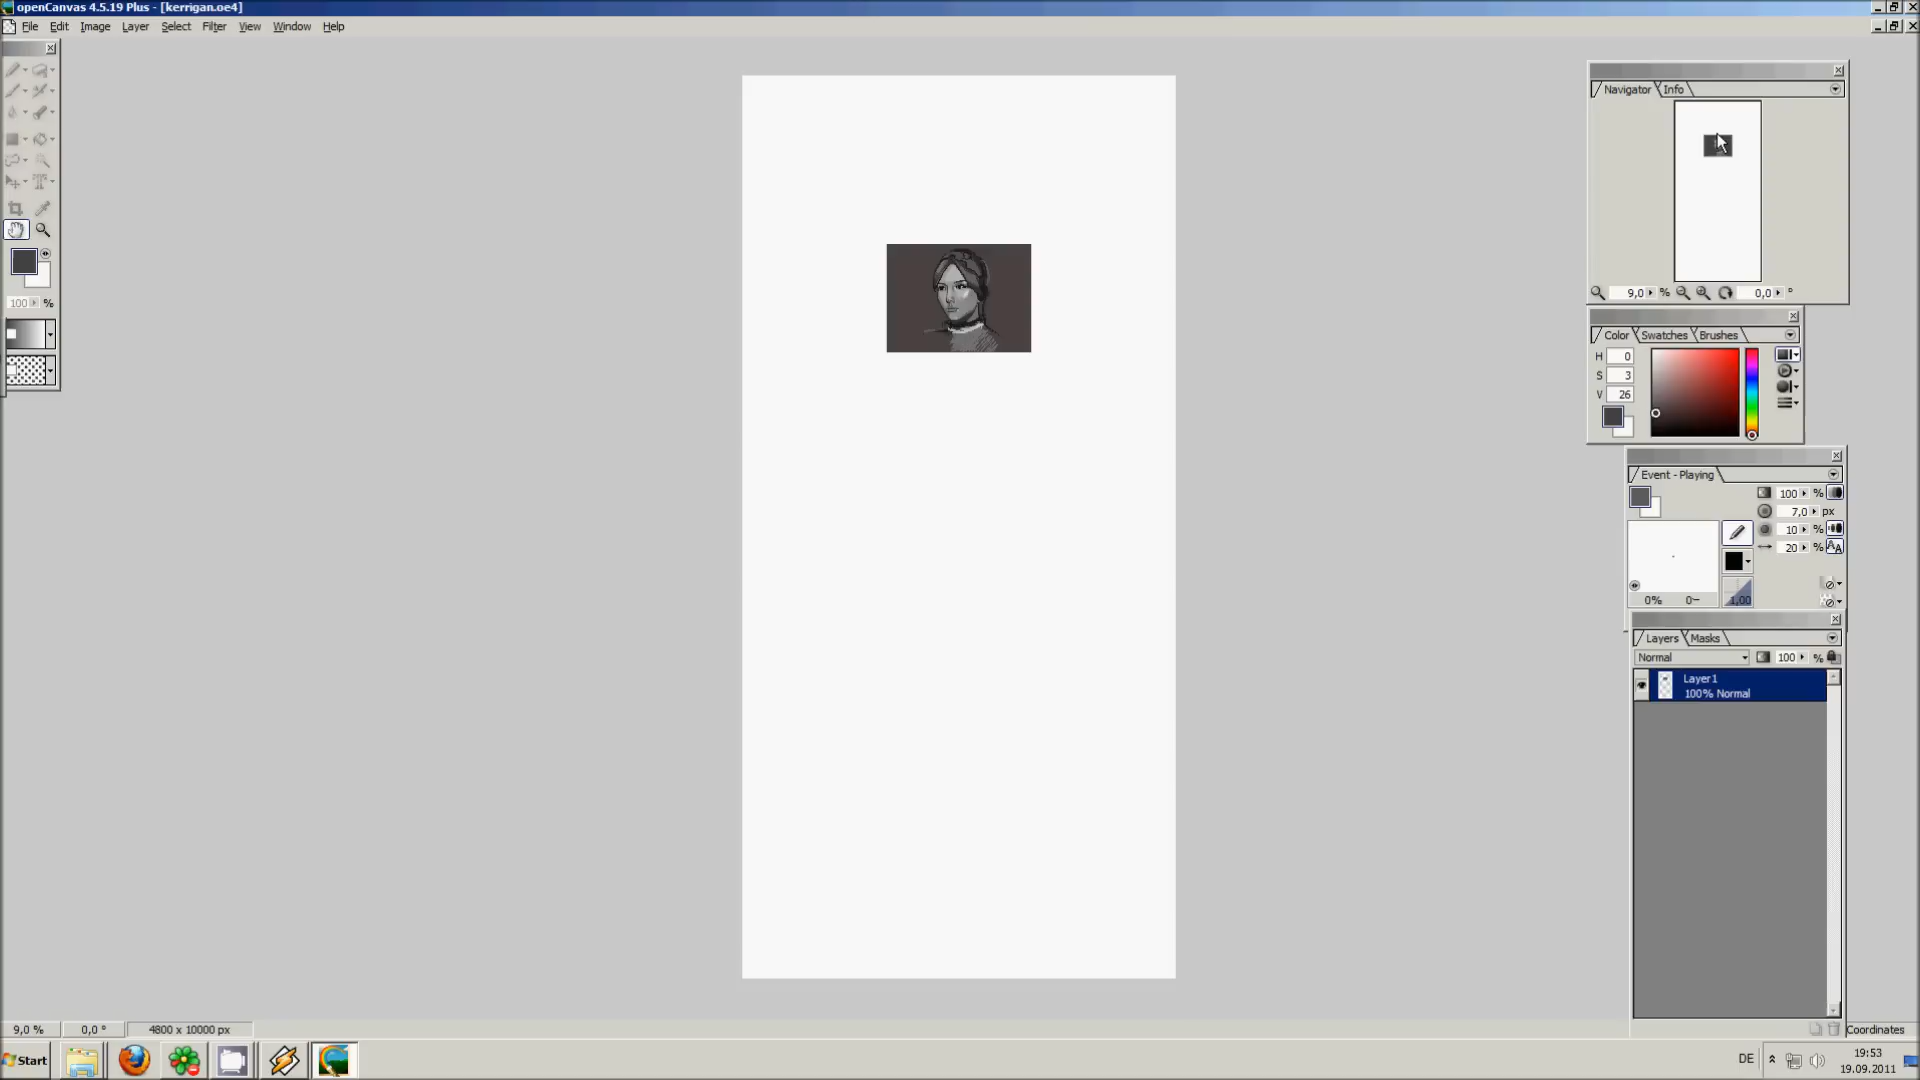 openCanvas 4.5.19 Plus - [kerrigan.oe4]
File Edit Image Layer Select Filter View Window Help
100 %
Navigator Info
9,0 % 0,0 °
Color Swatches Brushes
H 0
S 3
V 26
Event - Playing
100 %
7,0 px
10 %
20 %
0% 0
1,00
Layers Masks
Normal 100 %
Layer1
100% Normal
9,0 % 0,0 ° 4800 x 10000 px Coordinates
Start DE 19:53
19.09.2011